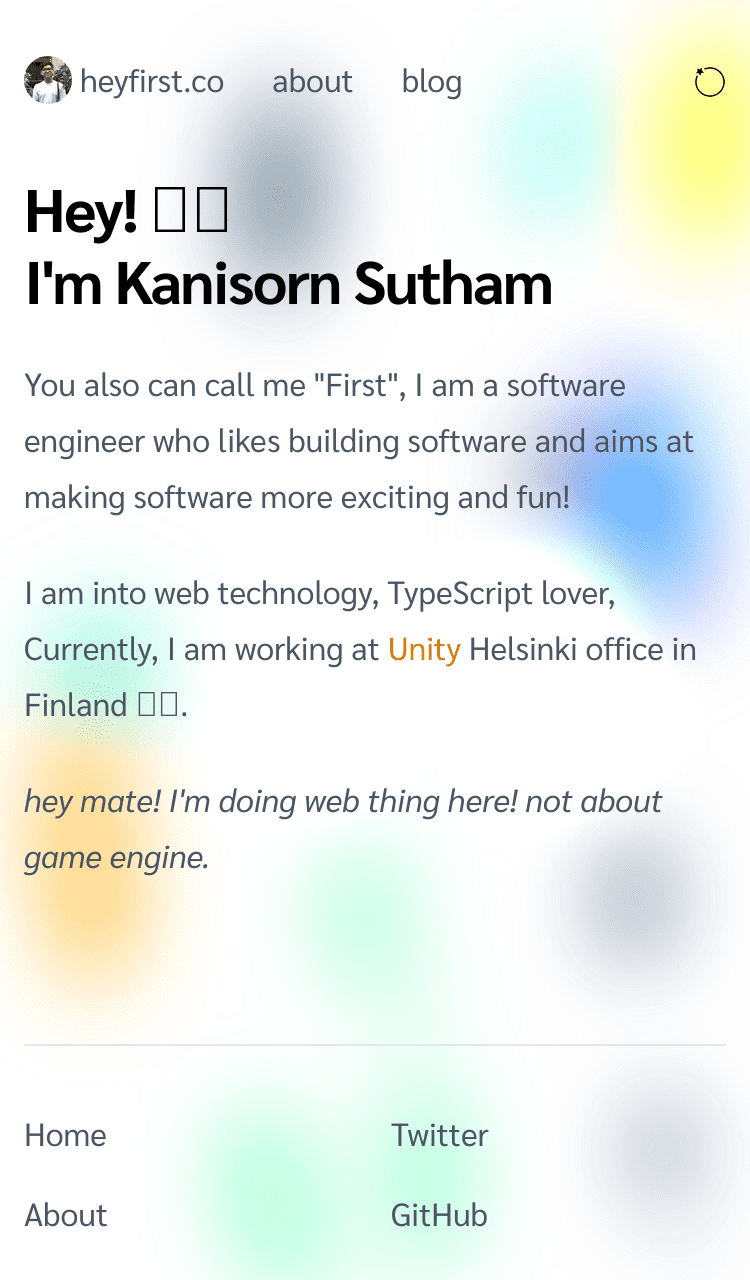 heyfirst.co about blog
Hey! 
I'm Kanisorn Sutham
You also can call me "First", I am a software
engineer who likes building software and aims at
making software more exciting and fun!
I am into web technology, TypeScript lover,
Currently, I am working at Unity Helsinki office in
Finland .
hey mate! I'm doing web thing here! not about
game engine.
Home Twitter
About GitHub